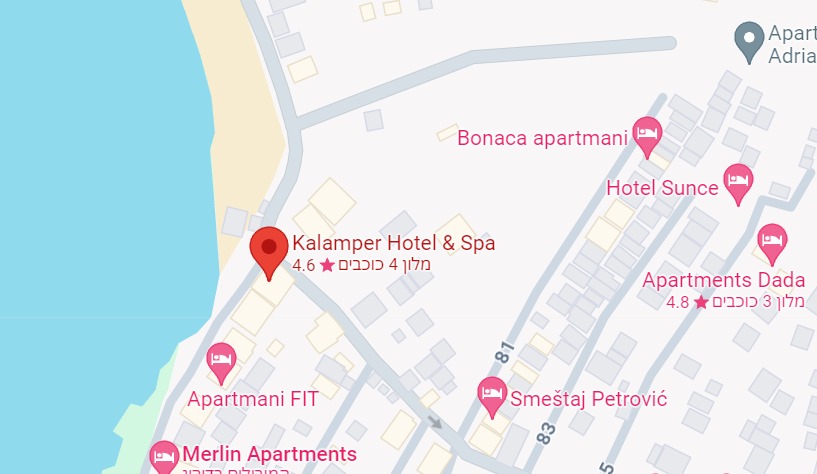 Apart
Adria
Bonaca apartmani
Hotel Sunce
Kalamper Hotel & Spa
4.6 ★ מלון 4 כוכבים
Apartments Dada
4.8 ★ מלון 3 כוכבים
81
Apartmani FIT
Smeštaj Petrović
83
5
Merlin Apartments